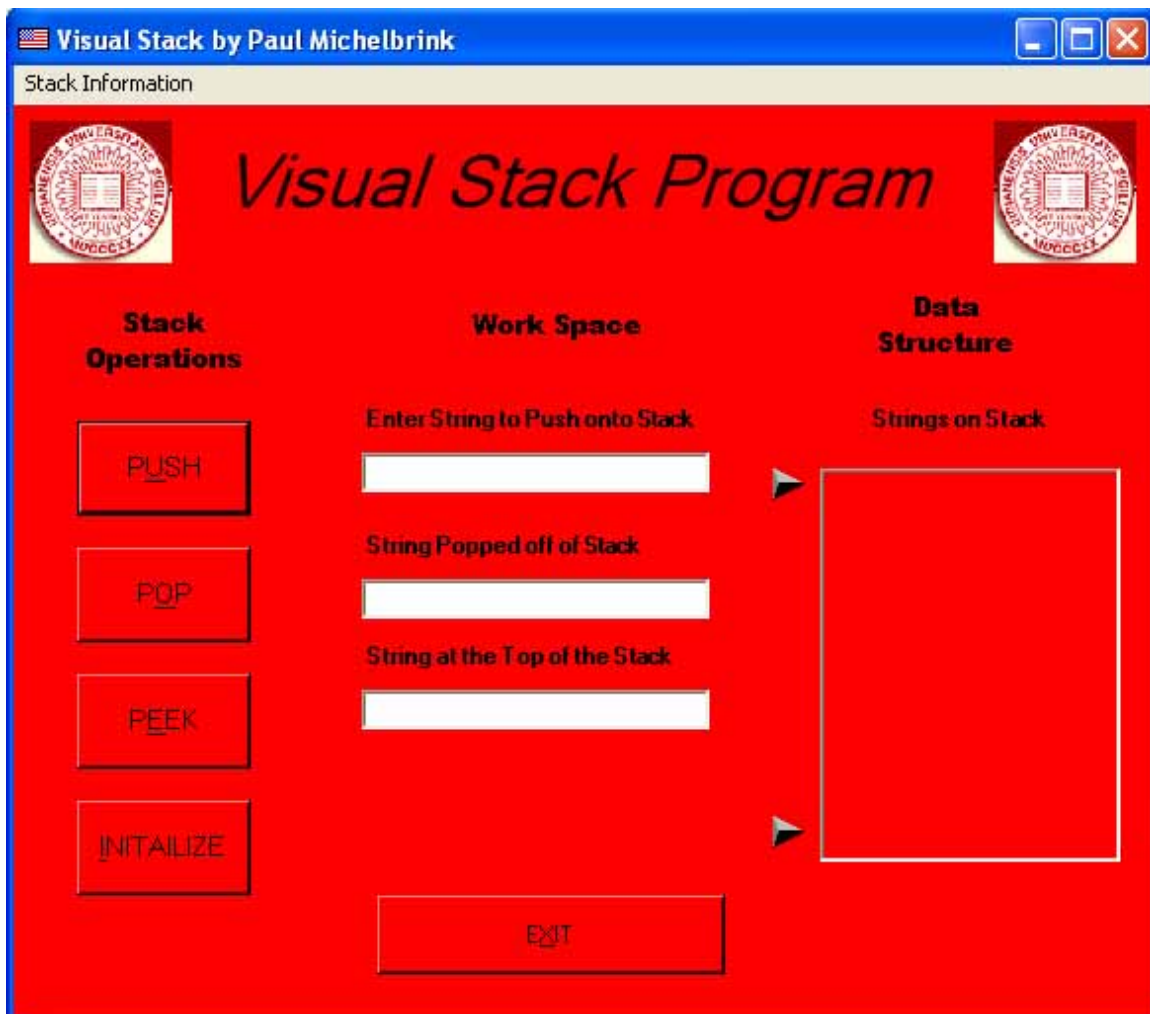 Visual Stack by Paul Michelbrink
Stack Information
Visual Stack Program
Stack
Operations
Work Space
Data
Structure
Enter String to Push onto Stack
Strings on Stack
PUSH
String Popped off of Stack
POP
String at the Top of the Stack
PEEK
INITAILIZE
EXIT